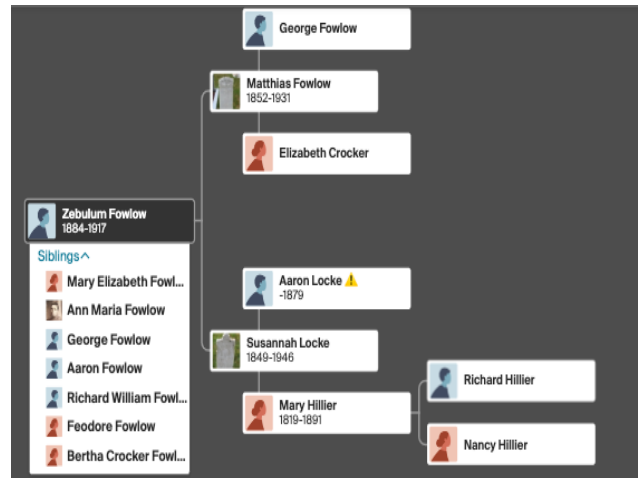 George Fowlow
Matthias Fowlow
1852-1931
Elizabeth Crocker
Zebulum Fowlow
1884-1917
Siblings
Mary Elizabeth Fowl...
Ann Maria Fowlow
George Fowlow
Aaron Fowlow
Richard William Fowl...
Feodore Fowlow
Bertha Crocker Fowl...
Aaron Locke
-1879
Susannah Locke
1849-1946
Mary Hillier
1819-1891
Richard Hillier
Nancy Hillier